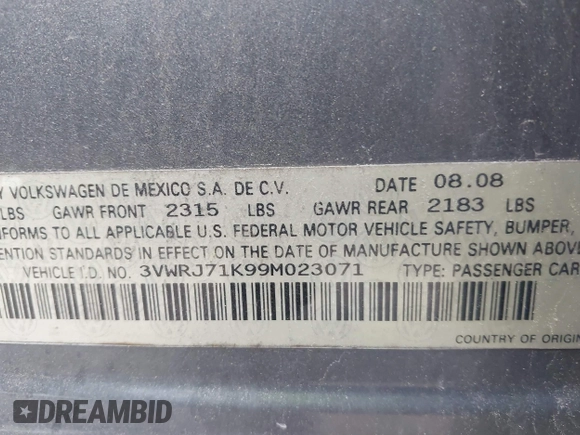 Y VOLKSWAGEN DE MEXICO S.A. DE C.V. DATE 08.08
LBS GAWR FRONT 2315 LBS GAWR REAR 2183 LBS
NFORMS TO ALL APPLICABLE U.S. FEDERAL MOTOR VEHICLE SAFETY, BUMPER,
ENTION STANDARDS IN EFFECT ON THE DATE OF MANUFACTURE SHOWN ABOVE
VEHICLE I.D. NO. 3VWRJ71K99M023071 TYPE: PASSENGER CAR
COUNTRY OF ORIGIN
DREAMBID